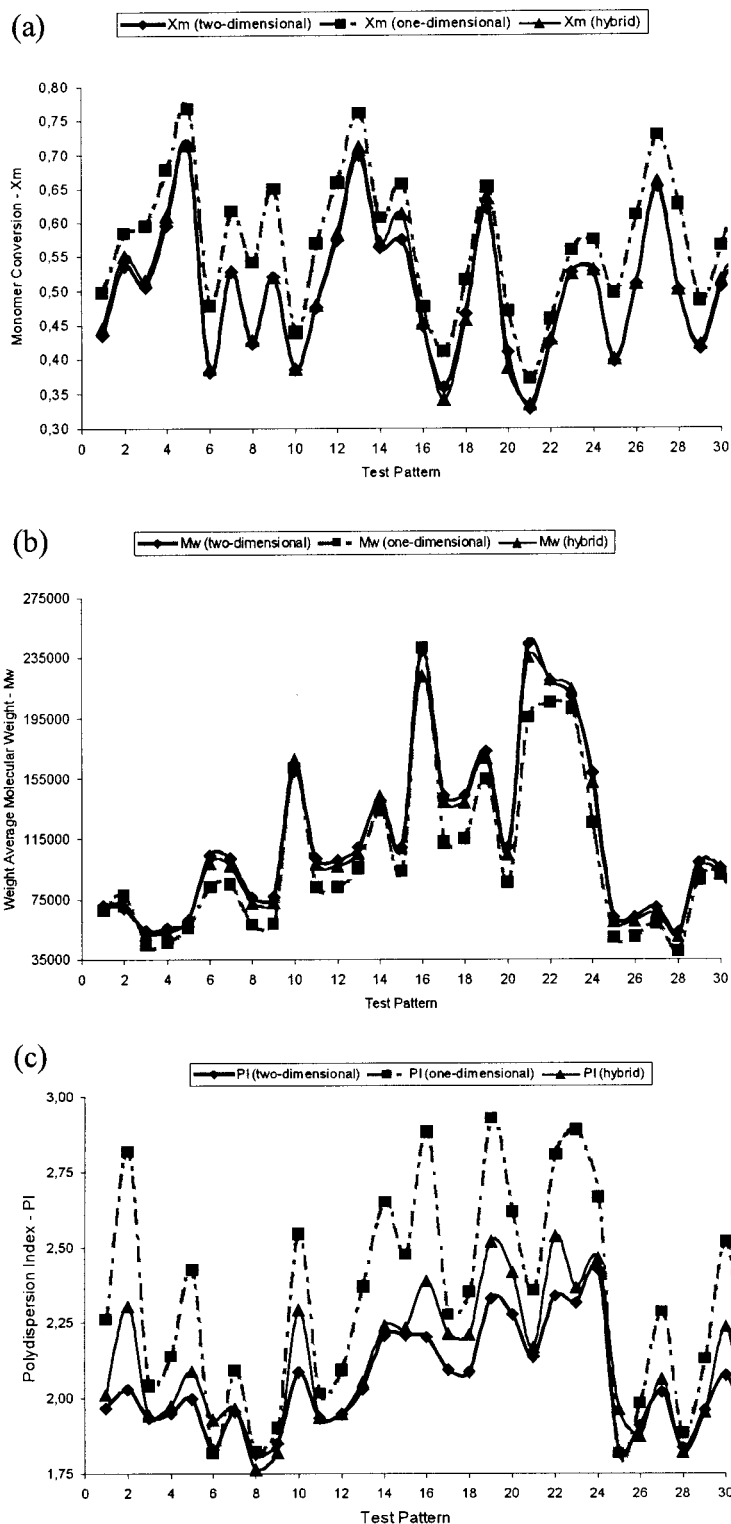 (a)
Xm (two-dimensional) Xm (one-dimensional) Xm (hybrid)
Monomer Conversion - Xm
0,80
0,75
0,70
0,65
0,60
0,55
0,50
0,45
0,40
0,35
0,30
0 2 4 6 8 10 12 14 16 18 20 22 24 26 28 30
Test Pattern
(b)
Mw (two-dimensional) Mw (one-dimensional) Mw (hybrid)
Weight Average Molecular Weight - Mw
275000
235000
195000
155000
115000
75000
35000
0 2 4 6 8 10 12 14 16 18 20 22 24 26 28 30
Test Pattern
(c)
PI (two-dimensional) PI (one-dimensional) PI (hybrid)
Polydispersion Index - PI
3,00
2,75
2,50
2,25
2,00
1,75
0 2 4 6 8 10 12 14 16 18 20 22 24 26 28 30
Test Pattern